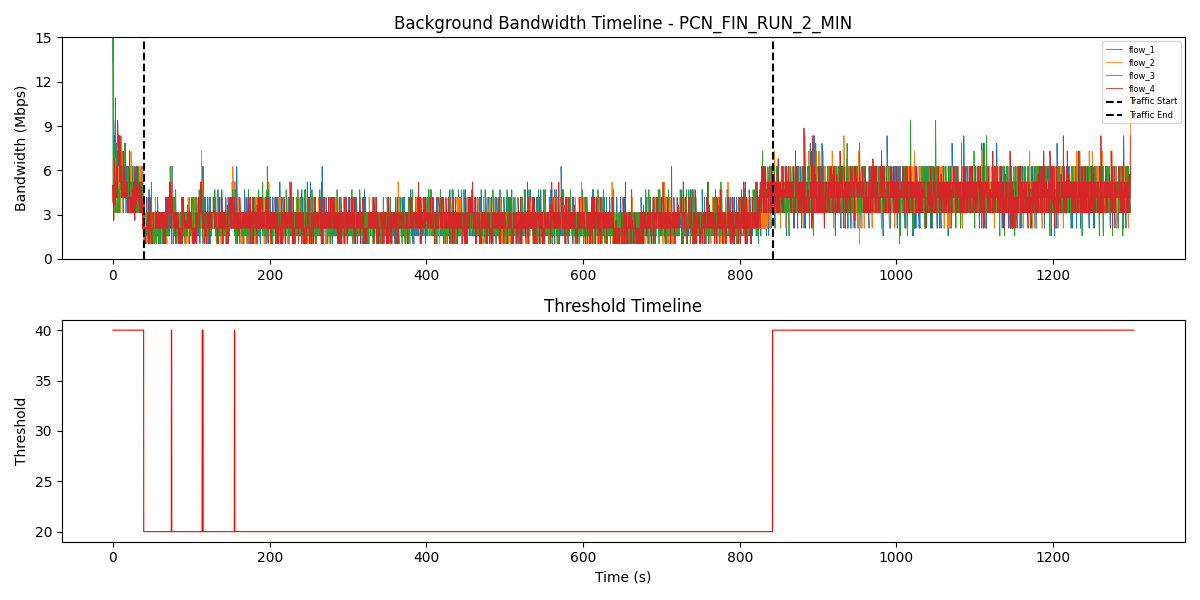 Background Bandwidth Timeline - PCN_FIN_RUN_2_MIN
Bandwidth (Mbps)
15
12
9
6
3
0
0 200 400 600 800 1000 1200
flow_1
flow_2
flow_3
flow_4
Traffic Start
Traffic End
Threshold Timeline
Threshold
40
35
30
25
20
0 200 400 600 800 1000 1200
Time (s)